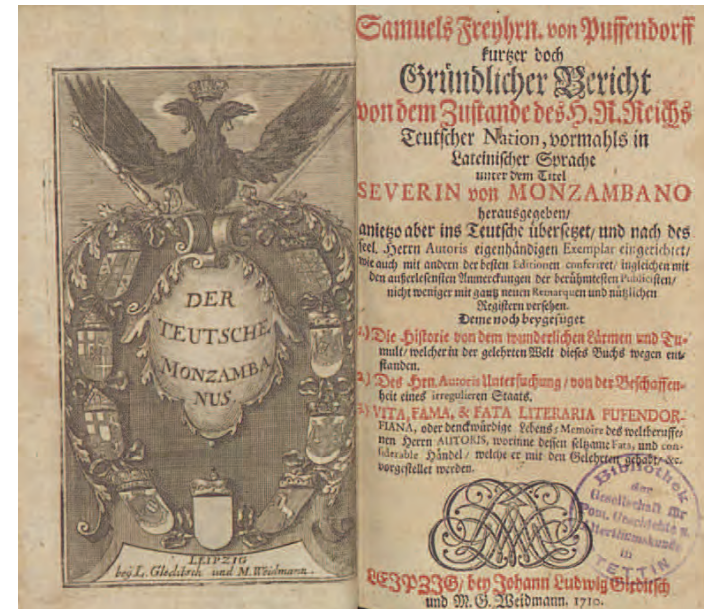 DER
TEUTSCHE
MONZAMBA
NUS.
LEIPZIG
beÿ L. Gleditsch und M. Weidmann.
Samuels Freyhrn. von Puffendorff
kurtzer doch
Gründlicher Bericht
von dem Zustande des H. R. Reichs
Teutscher Nation, vormahls in
Lateinischer Sprache
unter dem Titel
SEVERIN von MONZAMBANO
herausgegeben/
anietzo aber ins Teutsche übersetzet/ und nach des
seel. Herrn Autoris eigenhändigen Exemplar eingerichtet/
wie auch mit andern der besten Editionen conferiret/ ingleichen mit
den außerlesensten Anmerckungen der berühmtesten Publicisten/
nicht weniger mit gantz neuen Remarquen und nützlichen
Registern versehen.
Deme noch beygefüget
1.) Die Historie von dem wunderlichen Lärmen und Tu-
mult/ welcher in der gelehrten Welt dieses Buchs wegen ent-
standen.
2.) Des Hrn. Autoris Untersuchung/ von der Beschaffen-
heit eines irregulieren Staats.
3.) VITA, FAMA, & FATA LITERARIA PUFENDOR-
FIANA, oder denckwürdige Lebens-Memoire des weltberuffe-
nen Herrn AUTORIS, worinne dessen seltzame Fata, und con-
siderable Händel/ welche er mit den Gelehrten gehabt/ &c.
vorgestellet werden.
Bibliothek
der
Gesellschaft für
Pom. Geschichte u.
Alterthumskunde
in
STETTIN
LEIPZIG/ bey Johann Ludwig Gleditsch
und M. G. Weidmann. 1710.